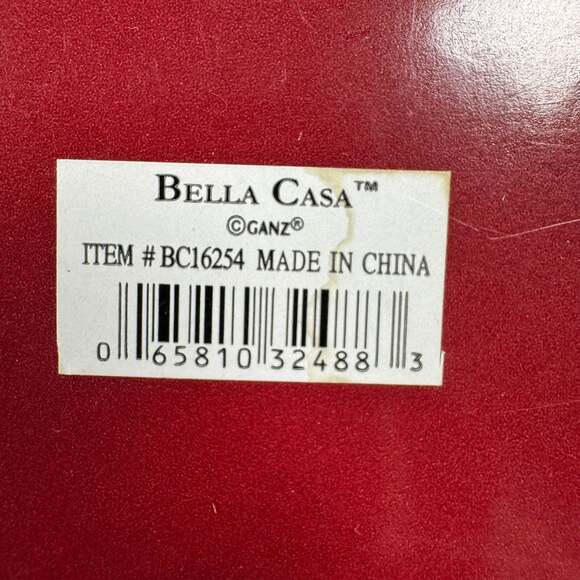 BELLA CASA™
©GANZ®
ITEM # BC16254 MADE IN CHINA
0 65810 32488 3